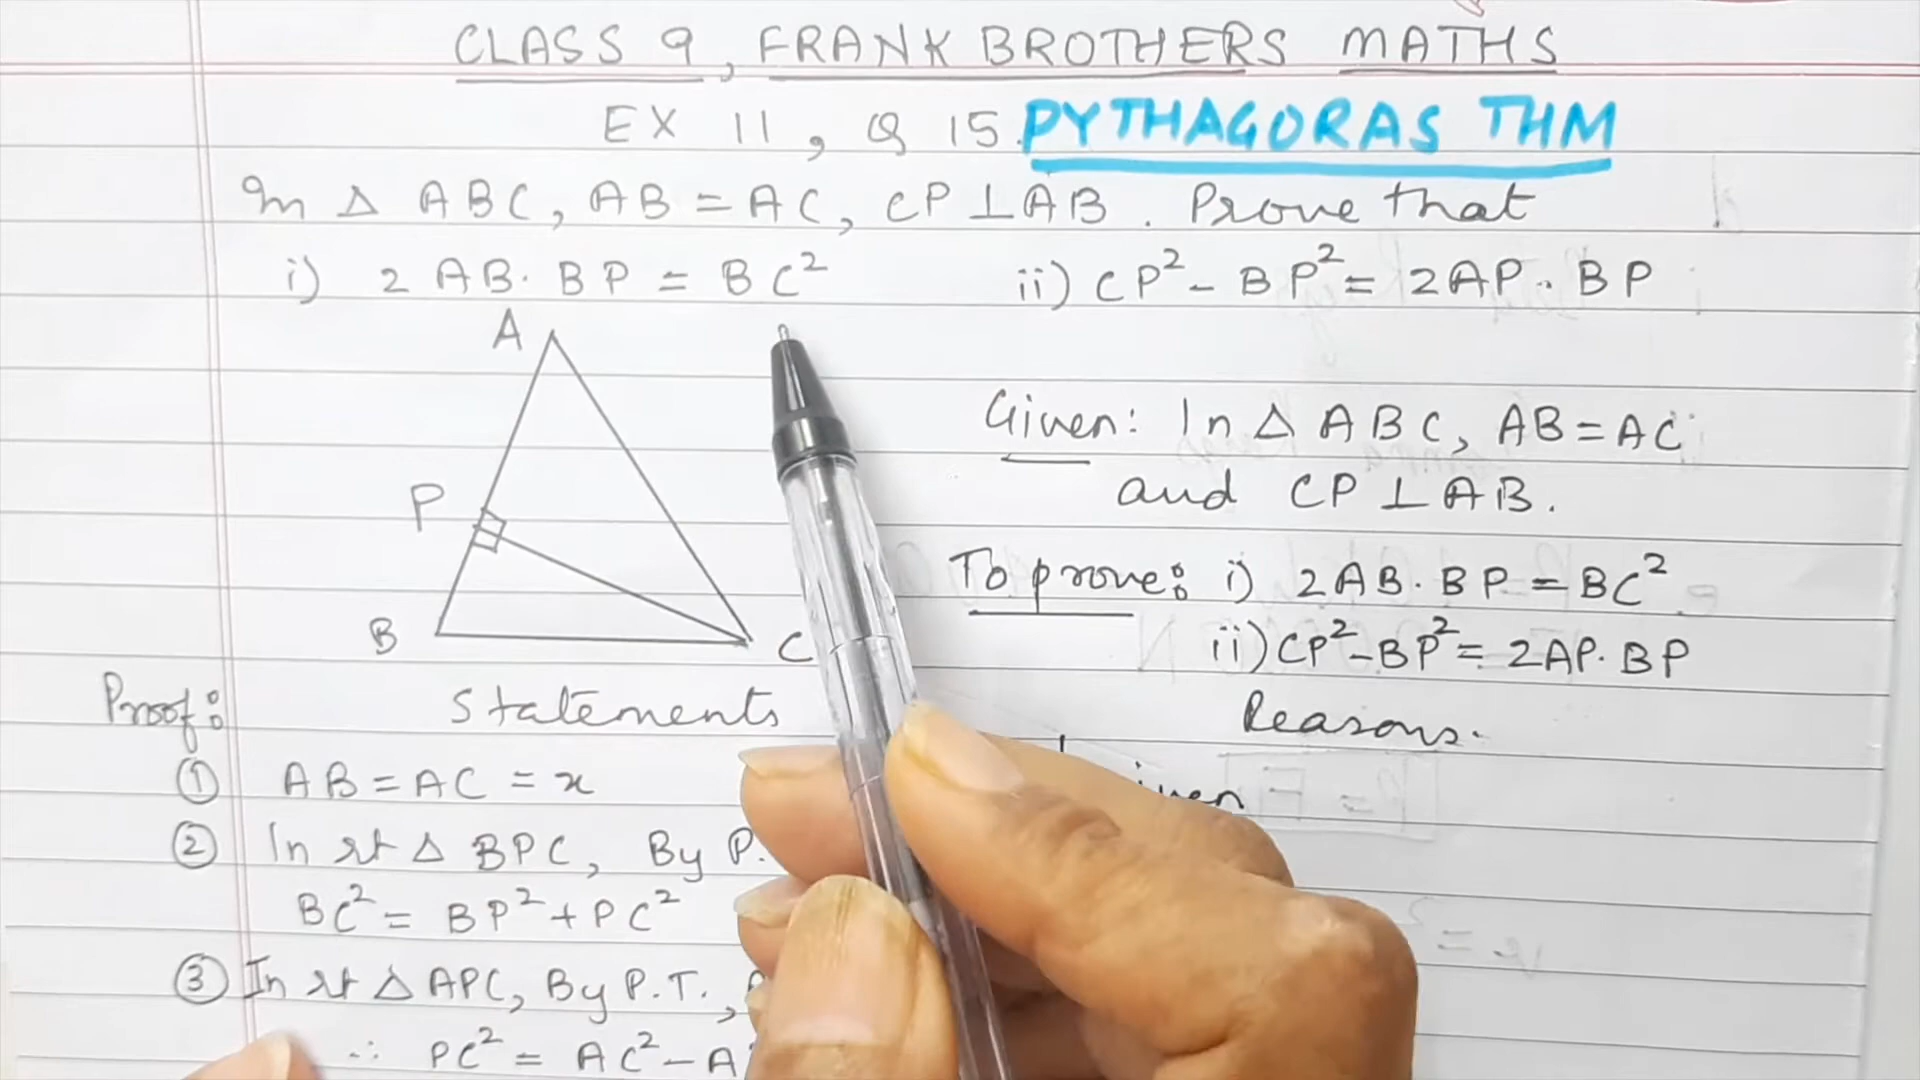 CLASS 9, FRANK BROTHERS MATHS
EX 11, Q 15. PYTHAGORAS THM
In Δ ABC, AB = AC, CP ⊥ AB. Prove that
i) 2 AB. BP = BC² ii) CP² - BP² = 2AP. BP
A
P
B
C
Given: In Δ ABC, AB = AC
and CP ⊥ AB.
To prove: i) 2AB. BP = BC²
ii) CP² - BP² = 2AP. BP
Proof: Statements Reasons.
① AB = AC = x
② In rt Δ BPC, By P.
BC² = BP² + PC²
③ In rt Δ APC, By P.T.,
∴ PC² = AC² - A